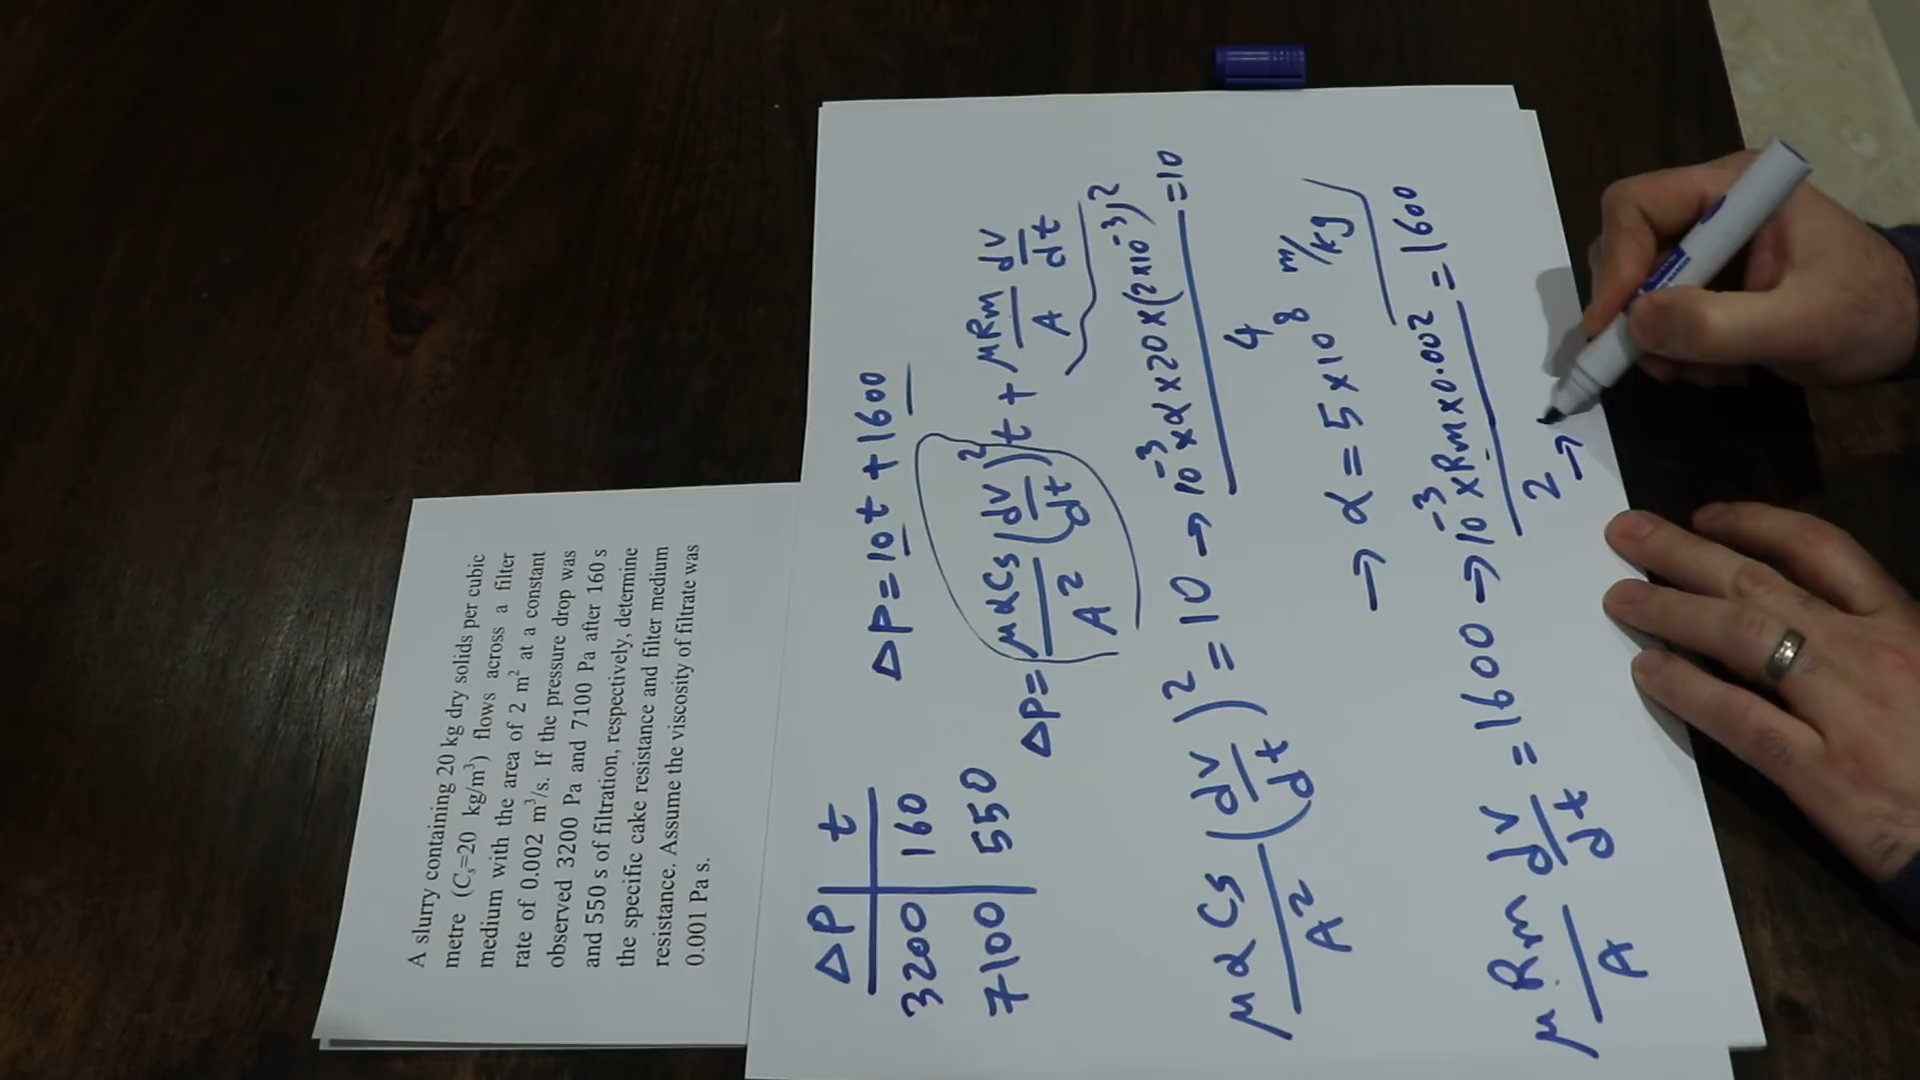 A slurry containing 20 kg dry solids per cubic
metre (Cs=20 kg/m³) flows across a filter
medium with the area of 2 m² at a constant
rate of 0.002 m³/s. If the pressure drop was
observed 3200 Pa and 7100 Pa after 160 s
and 550 s of filtration, respectively, determine
the specific cake resistance and filter medium
resistance. Assume the viscosity of filtrate was
0.001 Pa s.
ΔP | t
3200 | 160
7100 | 550
ΔP = 10t + 1600
ΔP = μαCs/A² (dV/dt)² t + μRm/A dV/dt
μαCs/A² (dV/dt)² = 10 → 10⁻³×α×20×(2×10⁻³)²/4 = 10
→ α = 5×10⁸ m/kg
μRm/A dV/dt = 1600 → 10⁻³×Rm×0.002/2 = 1600
→